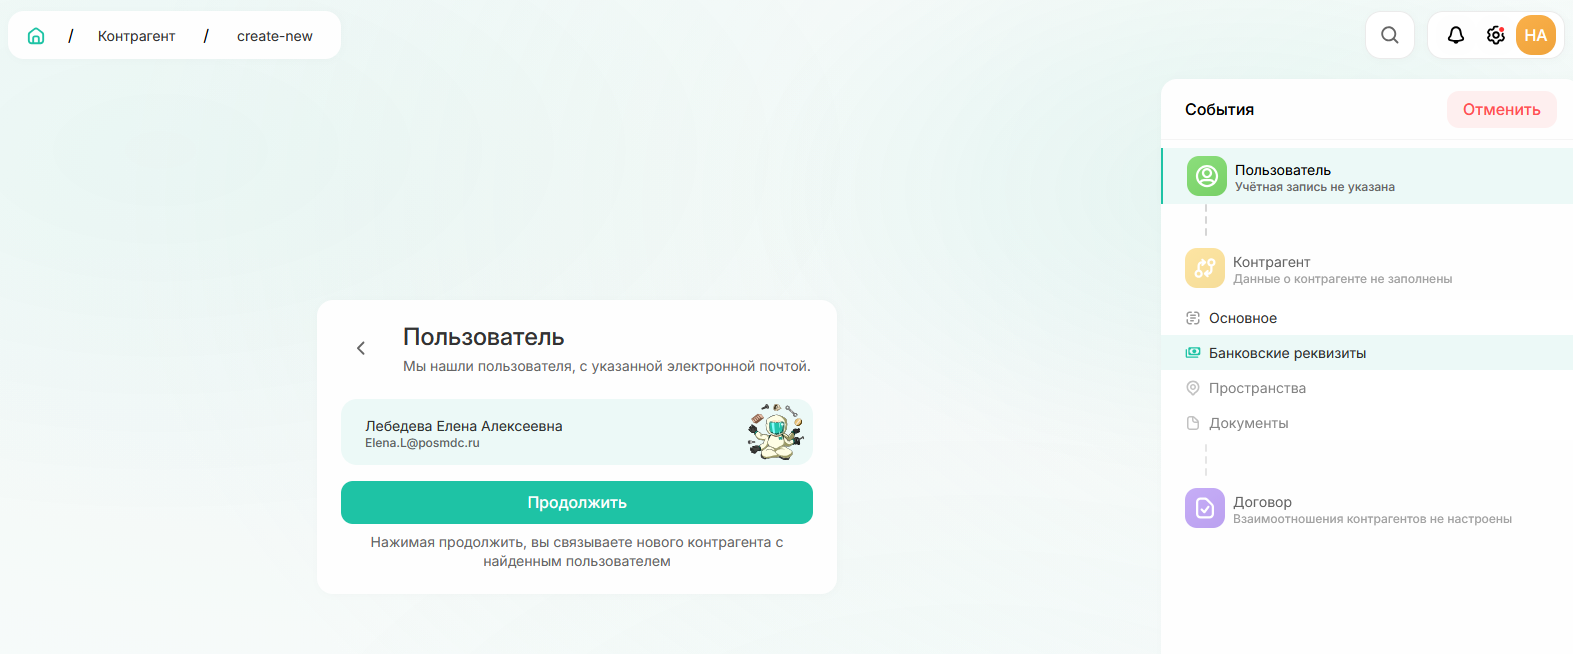 / Контрагент / create-new
НА
События
Отменить
Пользователь
Учётная запись не указана
Контрагент
Данные о контрагенте не заполнены
Основное
Банковские реквизиты
Пространства
Документы
Договор
Взаимоотношения контрагентов не настроены
Пользователь
Мы нашли пользователя, с указанной электронной почтой.
Лебедева Елена Алексеевна
Elena.L@posmdc.ru
Продолжить
Нажимая продолжить, вы связываете нового контрагента с
найденным пользователем